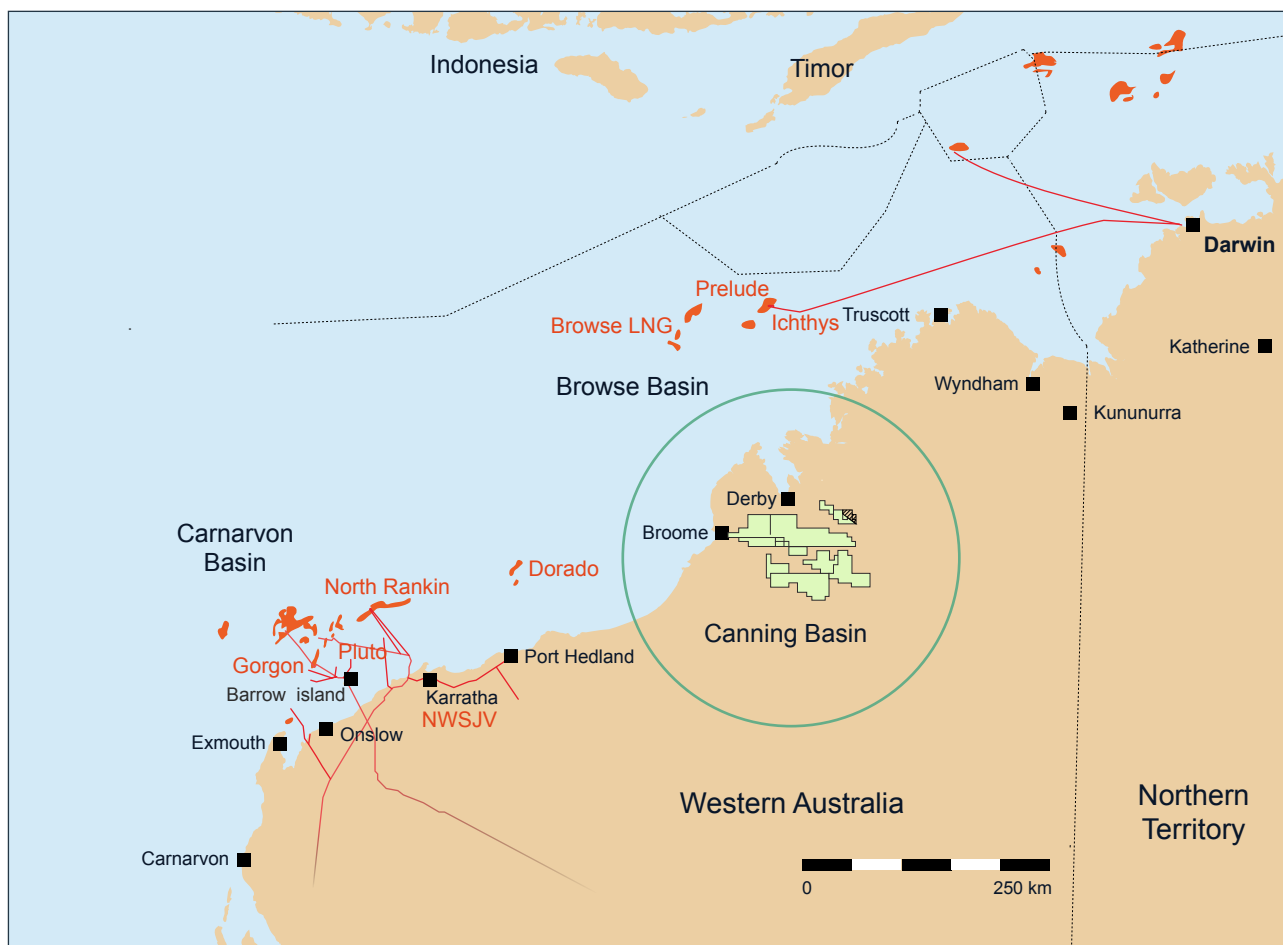 Indonesia
Timor
Darwin
Prelude
Browse LNG
Ichthys
Truscott
Katherine
Browse Basin
Wyndham
Kununurra
Derby
Broome
Carnarvon
Basin
Dorado
North Rankin
Canning Basin
Pluto
Gorgon
Port Hedland
Barrow island
Karratha
NWSJV
Onslow
Exmouth
Western Australia
Northern
Territory
Carnarvon
0
250 km